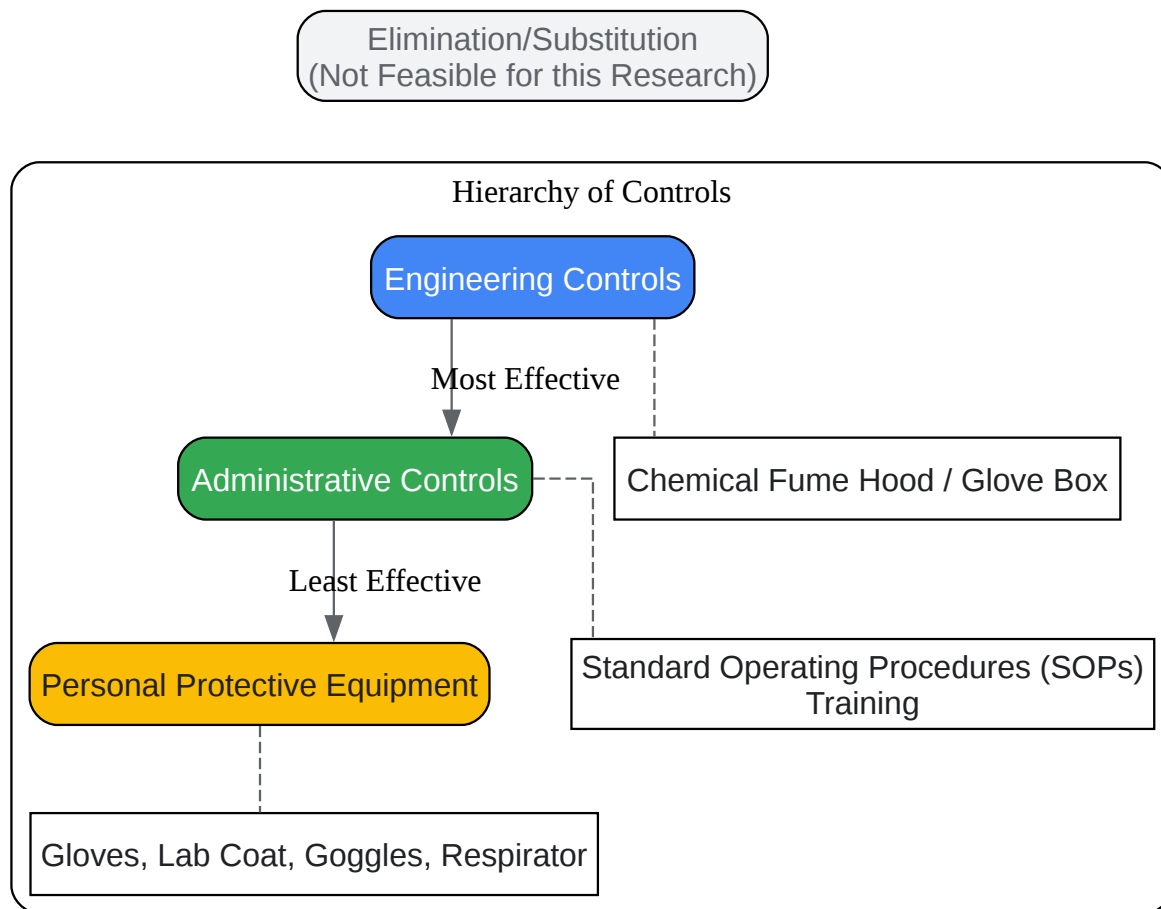 Elimination/Substitution
(Not Feasible for this Research)
Hierarchy of Controls
Engineering Controls
Most Effective
Administrative Controls
Chemical Fume Hood / Glove Box
Least Effective
Personal Protective Equipment
Standard Operating Procedures (SOPs)
Training
Gloves, Lab Coat, Goggles, Respirator